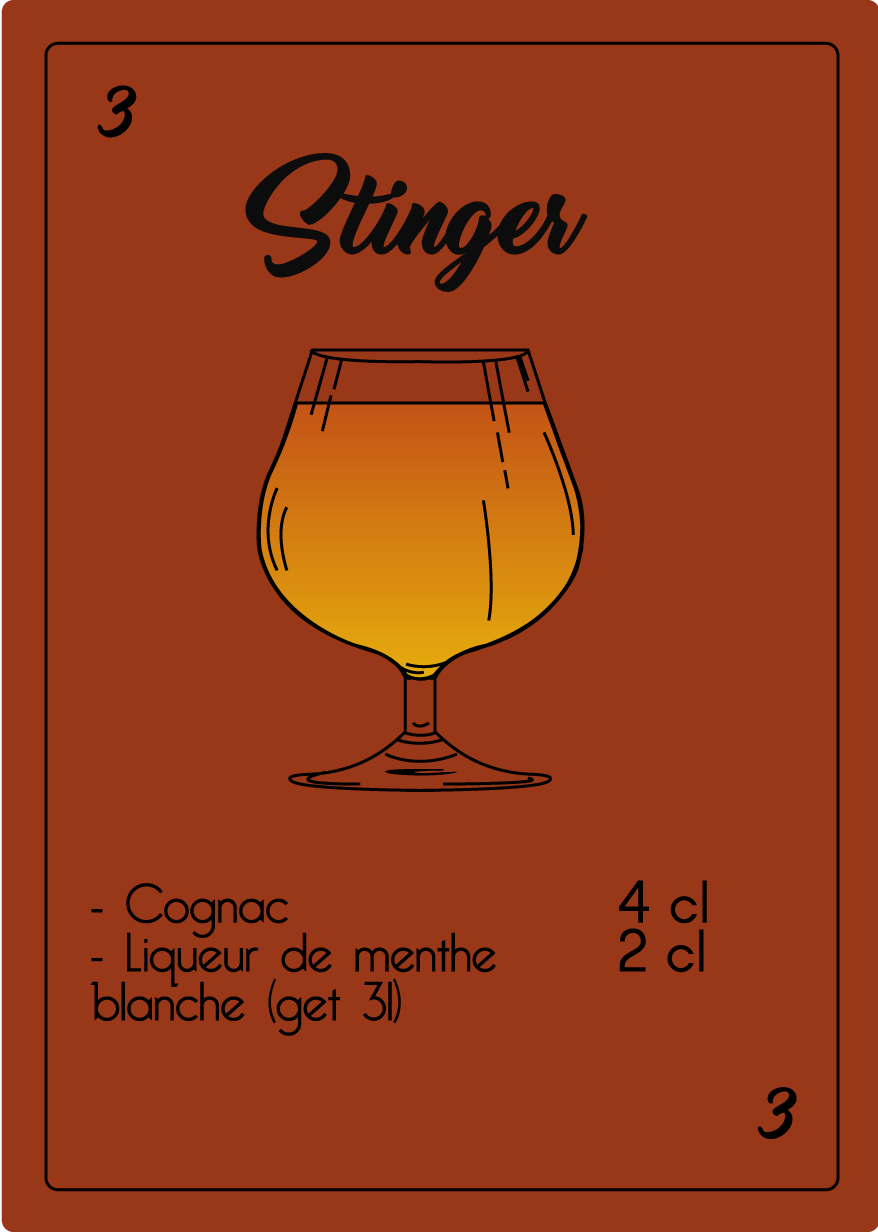 3
Stinger
- Cognac 4 cl
- Liqueur de menthe 2 cl
blanche (get 31)
3